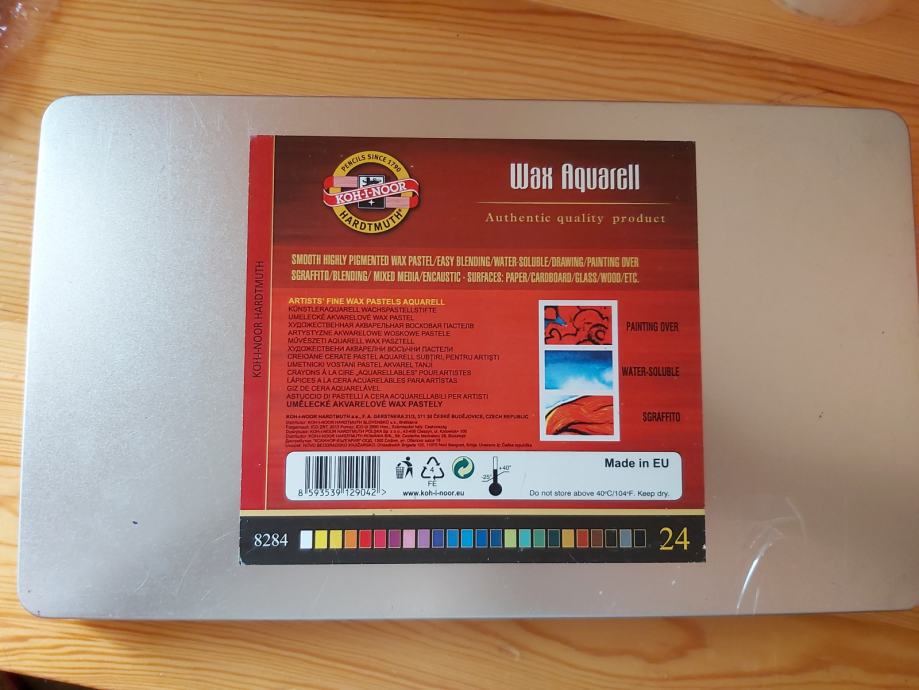 PENCILS SINCE 1790
KOH-I-NOOR
HARDTMUTH
Wax Aquarell
Authentic quality product
SMOOTH HIGHLY PIGMENTED WAX PASTEL/EASY BLENDING/WATER-SOLUBLE/DRAWING/PAINTING OVER
SGRAFFITO/BLENDING/ MIXED MEDIA/ENCAUSTIC - SURFACES: PAPER/CARDBOARD/GLASS/WOOD/ETC.
KOH-I-NOOR HARDTMUTH
ARTISTS' FINE WAX PASTELS AQUARELL
KÜNSTLERAQUARELL WACHSPASTELLSTIFTE
UMELECKÉ AKVARELOVÉ WAX PASTEL
ХУДОЖЕСТВЕННАЯ АКВАРЕЛЬНАЯ ВОСКОВАЯ ПАСТЕЛЬ
ARTYSTYZNE AKWARELOWE WOSKOWE PASTELE
MŰVÉSZETI AQUARELL WAX PASZTELL
ХУДОЖЕСТВЕНИ АКВАРЕЛНИ ВОСЪЧНИ ПАСТЕЛИ
CREIOANE CERATE PASTEL AQUARELL SUBȚIRI, PENTRU ARTIȘTI
UMETNICKI VOSTANI PASTEL AKVAREL TANJI
CRAYONS À LA CIRE „AQUARELLABLES" POUR ARTISTES
LÁPICES A LA CERA ACUARELABLES PARA ARTÍSTAS
GIZ DE CERA AQUARELÁVEL
ASTUCCIO DI PASTELLI A CERA ACQUARELLABILI PER ARTISTI
UMĚLECKÉ AKVARELOVÉ WAX PASTELY
PAINTING OVER
WATER-SOLUBLE
SGRAFFITO
KOH-I-NOOR HARDTMUTH a.s., F. A. GERSTNERA 21/3, 371 30 ČESKÉ BUDĚJOVICE, CZECH REPUBLIC
8 593539 129042 >
4
FE
www.koh-i-noor.eu
-25° +40°
Made in EU
Do not store above 40°C/104°F. Keep dry.
8284
24